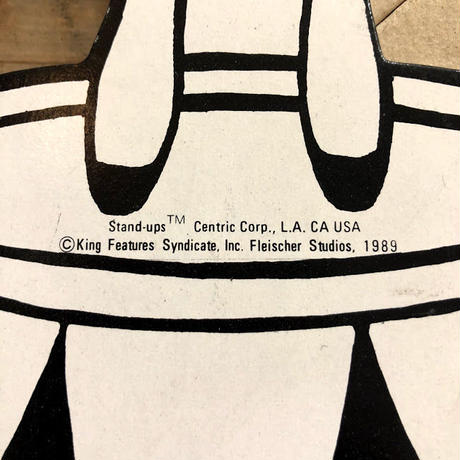 Stand-ups™ Centric Corp., L.A. CA USA
©King Features Syndicate, Inc. Fleischer Studios, 1989